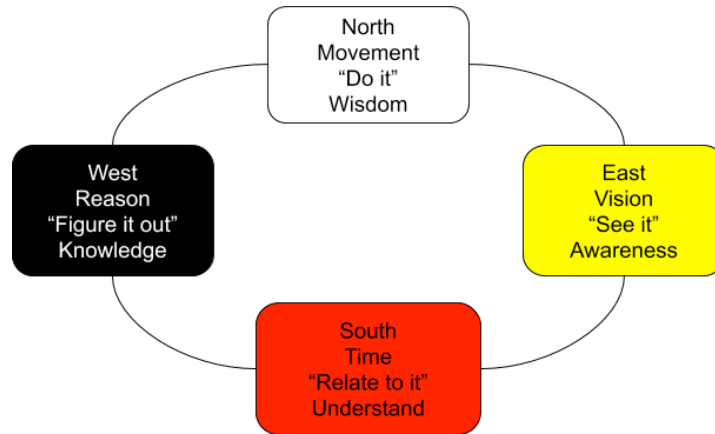 North
Movement
“Do it”
Wisdom
West
Reason
“Figure it out”
Knowledge
East
Vision
“See it”
Awareness
South
Time
“Relate to it”
Understand